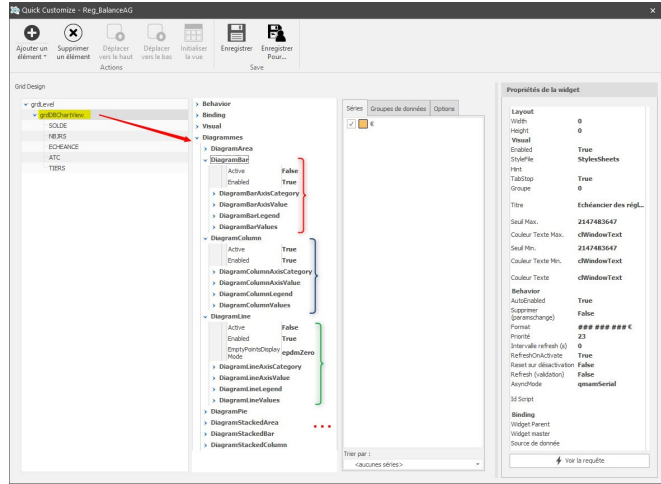 Quick Customize - Reg_BalanceAG
Ajouter un élément
Supprimer un élément
Déplacer vers le haut
Déplacer vers le bas
Initialiser la vue
Enregistrer
Enregistrer Pour...
Actions
Save
Grid Design
grdLevel
grdDBChartView:
SOLDE
NBJRS
ECHEANCE
ATC
TIERS
Behavior
Binding
Visual
Diagrammes
DiagramArea
DiagramBar
Active False
Enabled True
DiagramBarAxisCategory
DiagramBarAxisValue
DiagramBarLegend
DiagramBarValues
DiagramColumn
Active True
Enabled True
DiagramColumnAxisCategory
DiagramColumnAxisValue
DiagramColumnLegend
DiagramColumnValues
DiagramLine
Active False
Enabled True
EmptyPointsDisplay Mode epdmZero
DiagramLineAxisCategory
DiagramLineAxisValue
DiagramLineLegend
DiagramLineValues
DiagramPie
DiagramStackedArea
DiagramStackedBar
DiagramStackedColumn
Séries Groupes de données Options
€
Trier par :
<aucunes séries>
Propriétés de la widget
Layout
Width 0
Height 0
Visual
Enabled True
StyleFile StylesSheets
Hint
TabStop True
Groupe 0
Titre Echéancier des régl...
Seuil Max. 2147483647
Couleur Texte Max. clWindowText
Seuil Min. 2147483647
Couleur Texte Min. clWindowText
Couleur Texte clWindowText
Behavior
AutoEnabled True
Supprimer (paramschange) False
Format ### ### ### €
Priorité 23
Intervalle refresh (s) 0
RefreshOnActivate True
Reset sur désactivation False
Refresh (validation) False
AsyncMode qmamSerial
Id Script
Binding
Widget Parent
Widget master
Source de donnée
Voir la requête